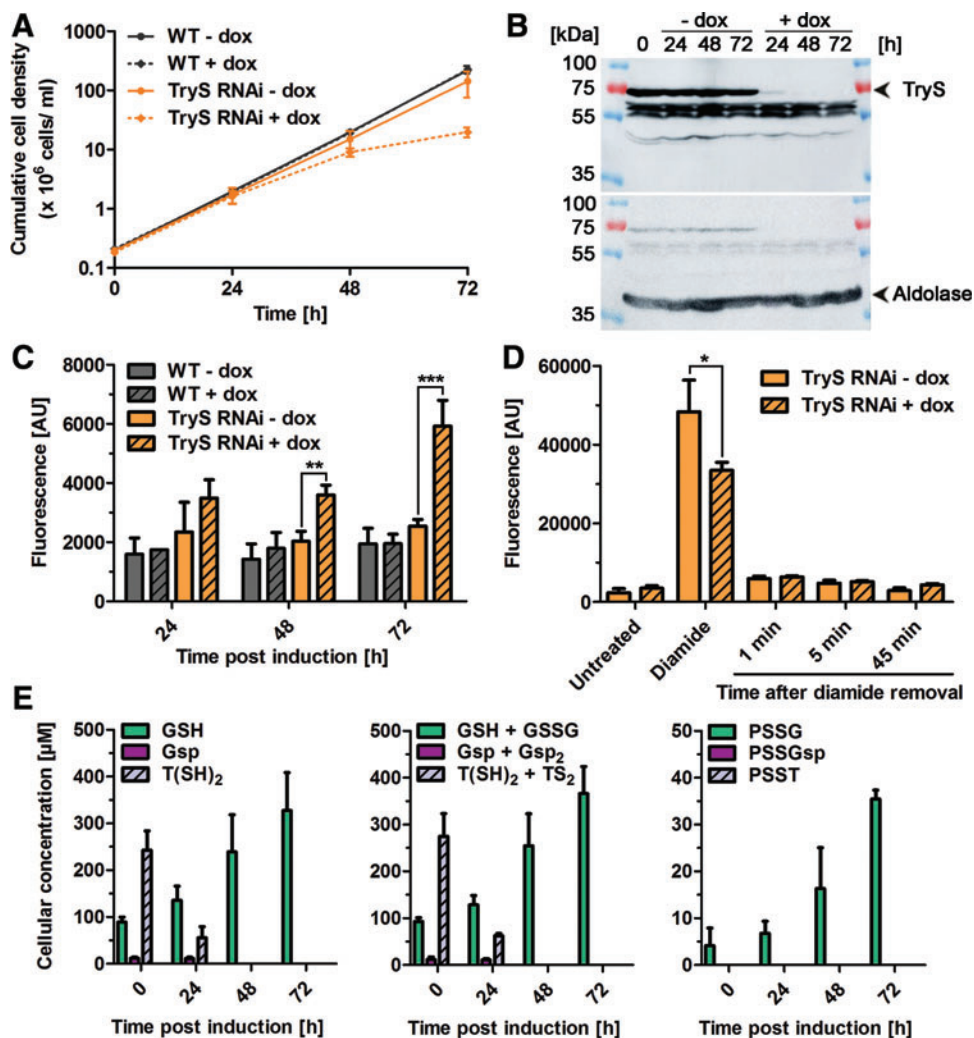 A
WT - dox
WT + dox
TryS RNAi - dox
TryS RNAi + dox
Cumulative cell density
(x 10⁶ cells/ ml)
1000
100
10
1
0.1
0 24 48 72
Time [h]
B
[kDa]
- dox + dox
0 24 48 72 24 48 72 [h]
100
75
55
35
TryS
100
75
55
35
Aldolase
C
WT - dox
WT + dox
TryS RNAi - dox
TryS RNAi + dox
Fluorescence [AU]
8000
6000
4000
2000
0
**
***
24 48 72
Time post induction [h]
D
TryS RNAi - dox
TryS RNAi + dox
*
Fluorescence [AU]
60000
40000
20000
0
Untreated Diamide 1 min 5 min 45 min
Time after diamide removal
E
GSH
Gsp
T(SH)₂
Cellular concentration [µM]
500
400
300
200
100
0
0 24 48 72
Time post induction [h]
GSH + GSSG
Gsp + Gsp₂
T(SH)₂ + TS₂
500
400
300
200
100
0
0 24 48 72
Time post induction [h]
PSSG
PSSGsp
PSST
50
40
30
20
10
0
0 24 48 72
Time post induction [h]